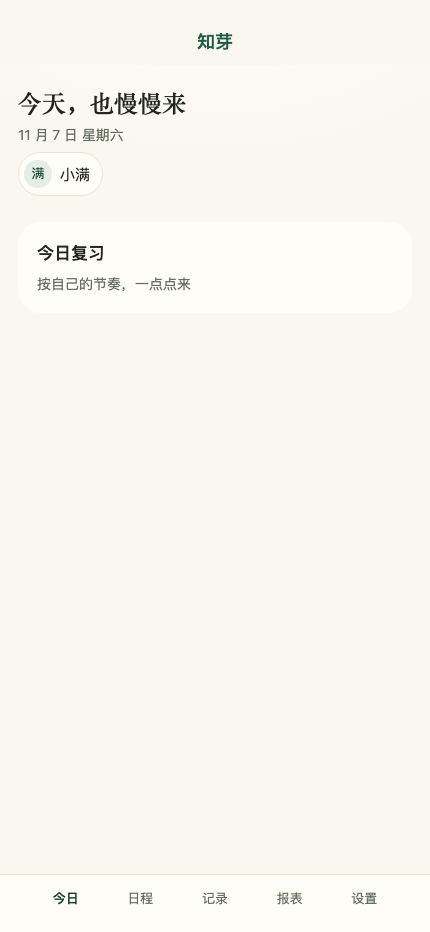 知芽
今天，也慢慢来
11 月 7 日 星期六
满 小满
今日复习
按自己的节奏，一点点来
今日 日程 记录 报表 设置